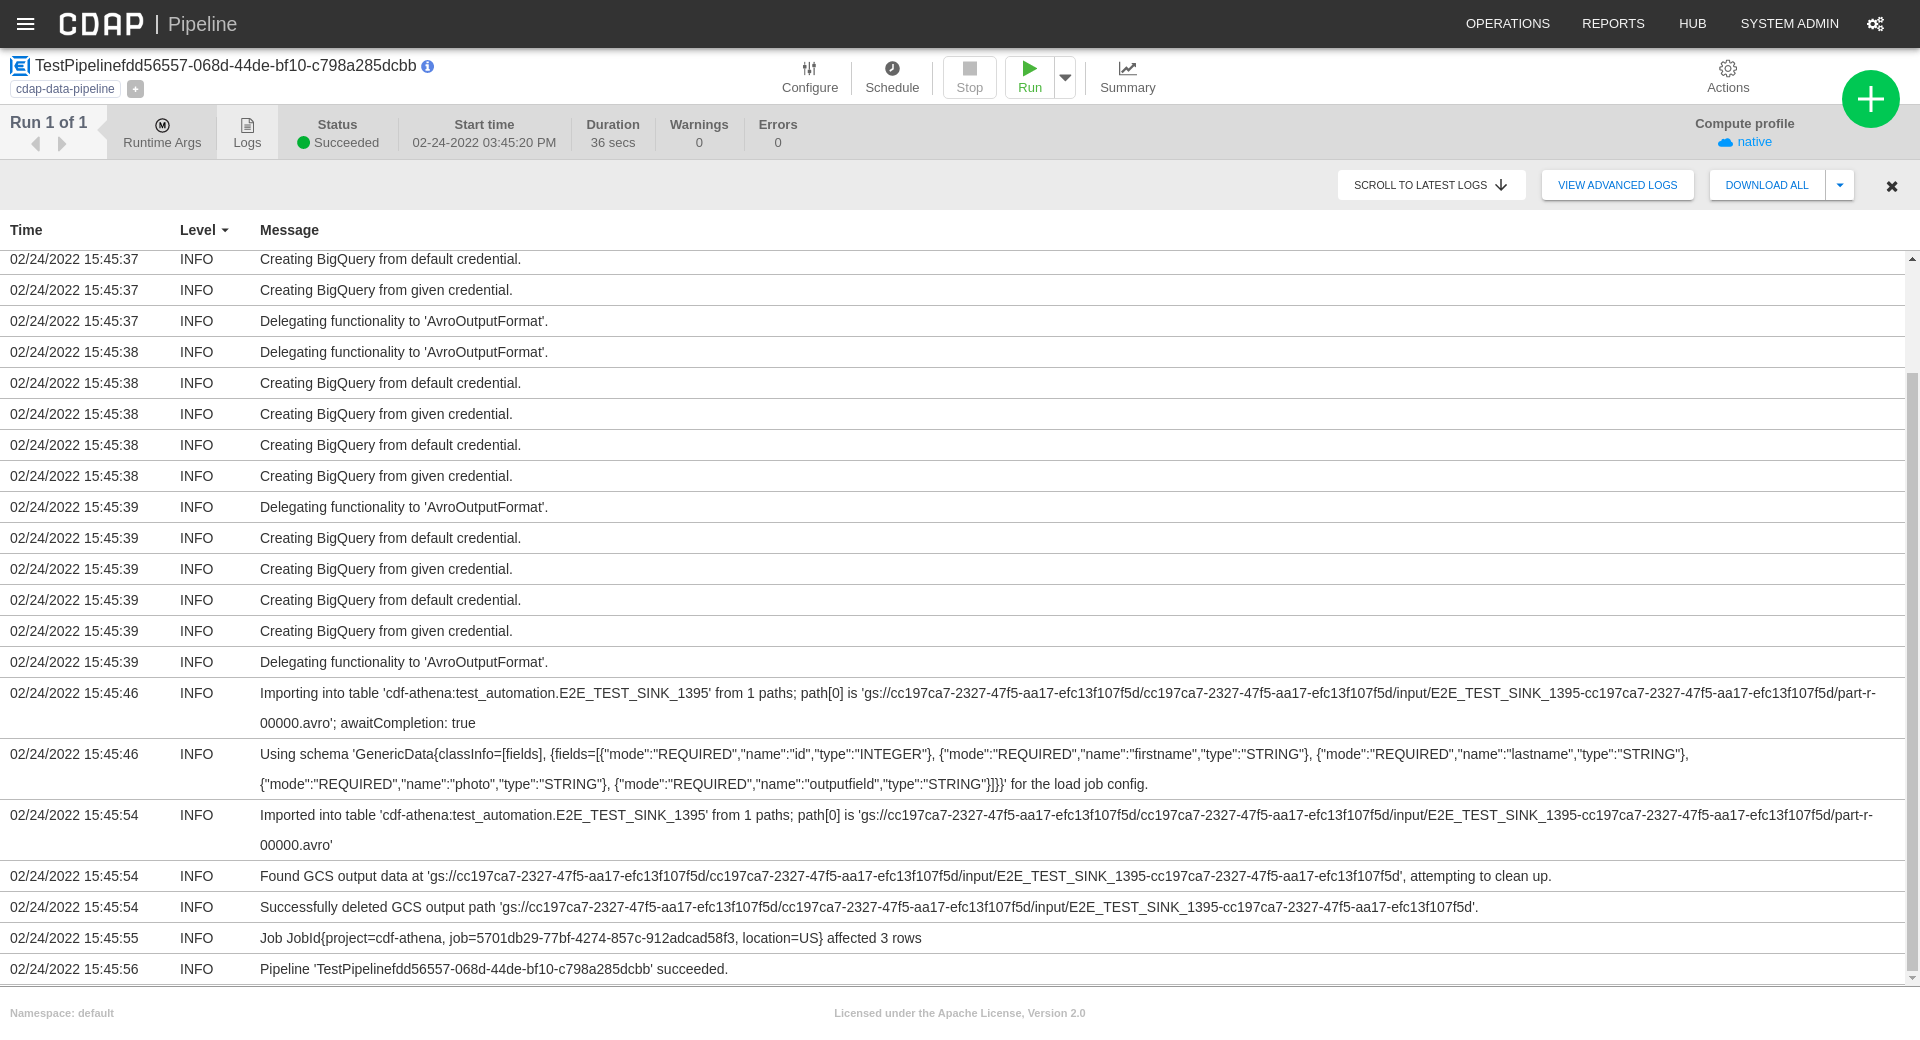 CDAP | Pipeline
OPERATIONS REPORTS HUB SYSTEM ADMIN
TestPipelinefdd56557-068d-44de-bf10-c798a285dcbb
cdap-data-pipeline +
Configure Schedule Stop Run Summary Actions
Run 1 of 1
Runtime Args
Logs
Status
Succeeded
Start time
02-24-2022 03:45:20 PM
Duration
36 secs
Warnings
0
Errors
0
Compute profile
native
SCROLL TO LATEST LOGS VIEW ADVANCED LOGS DOWNLOAD ALL
Time Level Message
02/24/2022 15:45:37 INFO Creating BigQuery from default credential.
02/24/2022 15:45:37 INFO Creating BigQuery from given credential.
02/24/2022 15:45:37 INFO Delegating functionality to 'AvroOutputFormat'.
02/24/2022 15:45:38 INFO Delegating functionality to 'AvroOutputFormat'.
02/24/2022 15:45:38 INFO Creating BigQuery from default credential.
02/24/2022 15:45:38 INFO Creating BigQuery from given credential.
02/24/2022 15:45:38 INFO Creating BigQuery from default credential.
02/24/2022 15:45:38 INFO Creating BigQuery from given credential.
02/24/2022 15:45:39 INFO Delegating functionality to 'AvroOutputFormat'.
02/24/2022 15:45:39 INFO Creating BigQuery from default credential.
02/24/2022 15:45:39 INFO Creating BigQuery from given credential.
02/24/2022 15:45:39 INFO Creating BigQuery from default credential.
02/24/2022 15:45:39 INFO Creating BigQuery from given credential.
02/24/2022 15:45:39 INFO Delegating functionality to 'AvroOutputFormat'.
02/24/2022 15:45:46 INFO Importing into table 'cdf-athena:test_automation.E2E_TEST_SINK_1395' from 1 paths; path[0] is 'gs://cc197ca7-2327-47f5-aa17-efc13f107f5d/cc197ca7-2327-47f5-aa17-efc13f107f5d/input/E2E_TEST_SINK_1395-cc197ca7-2327-47f5-aa17-efc13f107f5d/part-r-
00000.avro'; awaitCompletion: true
02/24/2022 15:45:46 INFO Using schema 'GenericData{classInfo=[fields], {fields=[{"mode":"REQUIRED","name":"id","type":"INTEGER"}, {"mode":"REQUIRED","name":"firstname","type":"STRING"}, {"mode":"REQUIRED","name":"lastname","type":"STRING"},
{"mode":"REQUIRED","name":"photo","type":"STRING"}, {"mode":"REQUIRED","name":"outputfield","type":"STRING"}]}}' for the load job config.
02/24/2022 15:45:54 INFO Imported into table 'cdf-athena:test_automation.E2E_TEST_SINK_1395' from 1 paths; path[0] is 'gs://cc197ca7-2327-47f5-aa17-efc13f107f5d/cc197ca7-2327-47f5-aa17-efc13f107f5d/input/E2E_TEST_SINK_1395-cc197ca7-2327-47f5-aa17-efc13f107f5d/part-r-
00000.avro'
02/24/2022 15:45:54 INFO Found GCS output data at 'gs://cc197ca7-2327-47f5-aa17-efc13f107f5d/cc197ca7-2327-47f5-aa17-efc13f107f5d/input/E2E_TEST_SINK_1395-cc197ca7-2327-47f5-aa17-efc13f107f5d', attempting to clean up.
02/24/2022 15:45:54 INFO Successfully deleted GCS output path 'gs://cc197ca7-2327-47f5-aa17-efc13f107f5d/cc197ca7-2327-47f5-aa17-efc13f107f5d/input/E2E_TEST_SINK_1395-cc197ca7-2327-47f5-aa17-efc13f107f5d'.
02/24/2022 15:45:55 INFO Job JobId{project=cdf-athena, job=5701db29-77bf-4274-857c-912adcad58f3, location=US} affected 3 rows
02/24/2022 15:45:56 INFO Pipeline 'TestPipelinefdd56557-068d-44de-bf10-c798a285dcbb' succeeded.
Namespace: default
Licensed under the Apache License, Version 2.0